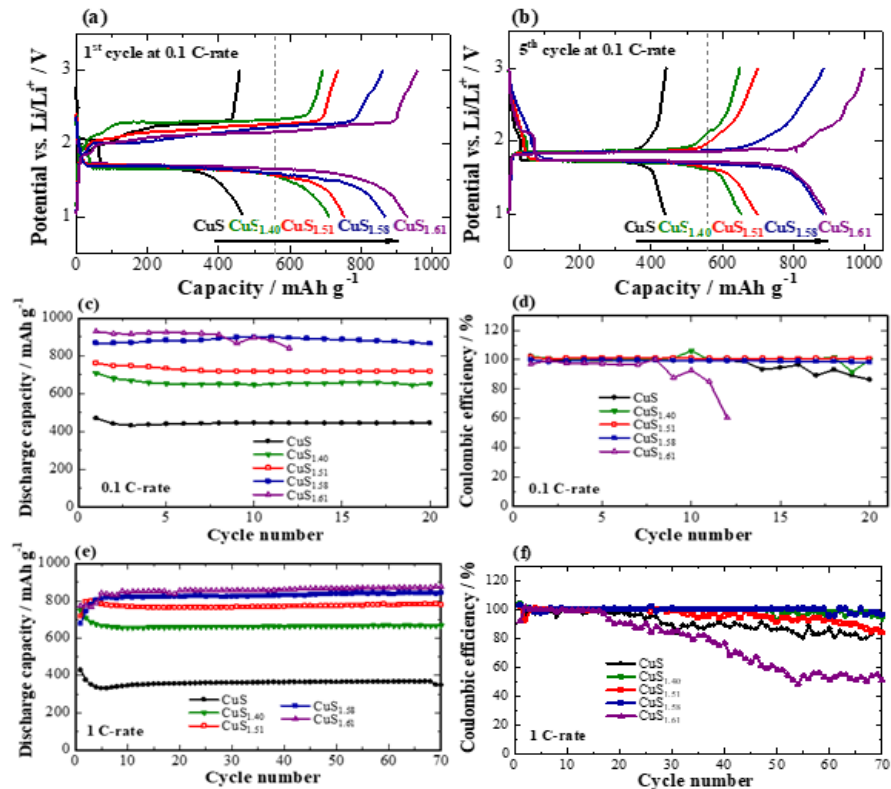 (a)
1st cycle at 0.1 C-rate
Potential vs. Li/Li+ / V
3
2
1
CuS CuS1.40 CuS1.51 CuS1.58 CuS1.61
0 200 400 600 800 1000
Capacity / mAh g-1
(b)
5th cycle at 0.1 C-rate
Potential vs. Li/Li+ / V
3
2
1
CuS CuS1.40 CuS1.51 CuS1.58 CuS1.61
0 200 400 600 800 1000
Capacity / mAh g-1
(c)
Discharge capacity / mAh g-1
1000
800
600
400
200
0
CuS
CuS1.40
CuS1.51
CuS1.58
CuS1.61
0.1 C-rate
0 5 10 15 20
Cycle number
(d)
Coulombic efficiency / %
120
100
80
60
40
20
0
CuS
CuS1.40
CuS1.51
CuS1.58
CuS1.61
0.1 C-rate
5 10 15 20
Cycle number
(e)
Discharge capacity / mAh g-1
1000
800
600
400
200
0
CuS
CuS1.40
CuS1.51
CuS1.58
CuS1.61
1 C-rate
0 10 20 30 40 50 60 70
Cycle number
(f)
Coulombic efficiency / %
120
100
80
60
40
20
0
CuS
CuS1.40
CuS1.51
CuS1.58
CuS1.61
1 C-rate
0 10 20 30 40 50 60 70
Cycle number